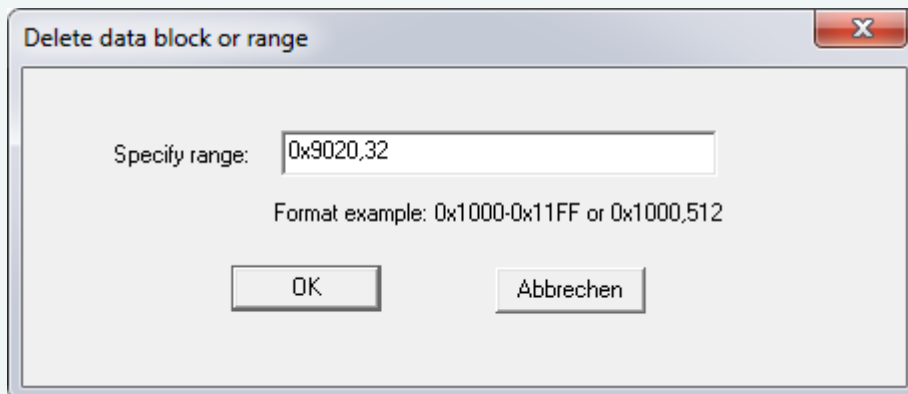 Delete data block or range
Specify range: 0x9020,32
Format example: 0x1000-0x11FF or 0x1000,512
OK Abbrechen